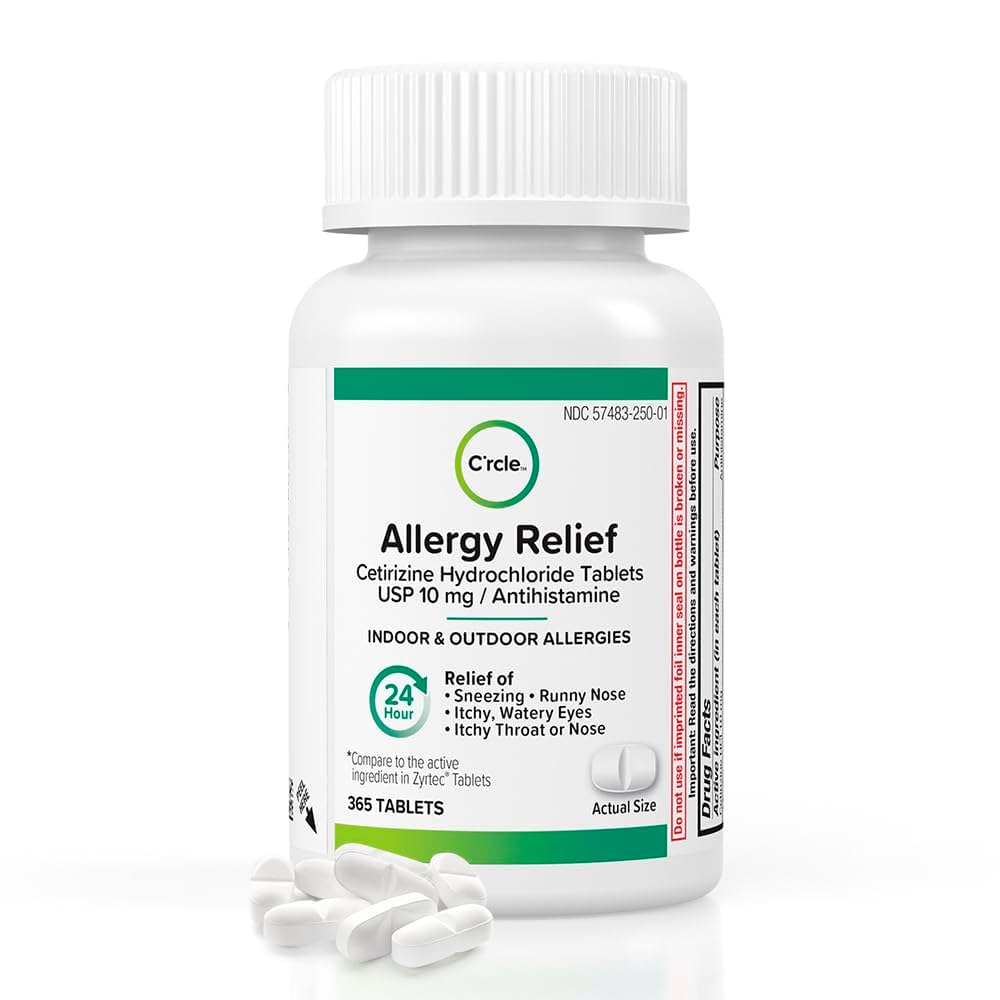 NDC 57483-250-01
C•rcle™
Allergy Relief
Cetirizine Hydrochloride Tablets
USP 10 mg / Antihistamine
INDOOR & OUTDOOR ALLERGIES
24
Hour
Relief of
• Sneezing • Runny Nose
• Itchy, Watery Eyes
• Itchy Throat or Nose
*Compare to the active
ingredient in Zyrtec® Tablets
365 TABLETS
Actual Size
Do not use if imprinted foil inner seal on bottle is broken or missing.
Important: Read the directions and warnings before use.
Drug Facts
Active ingredient (in each tablet)
Purpose